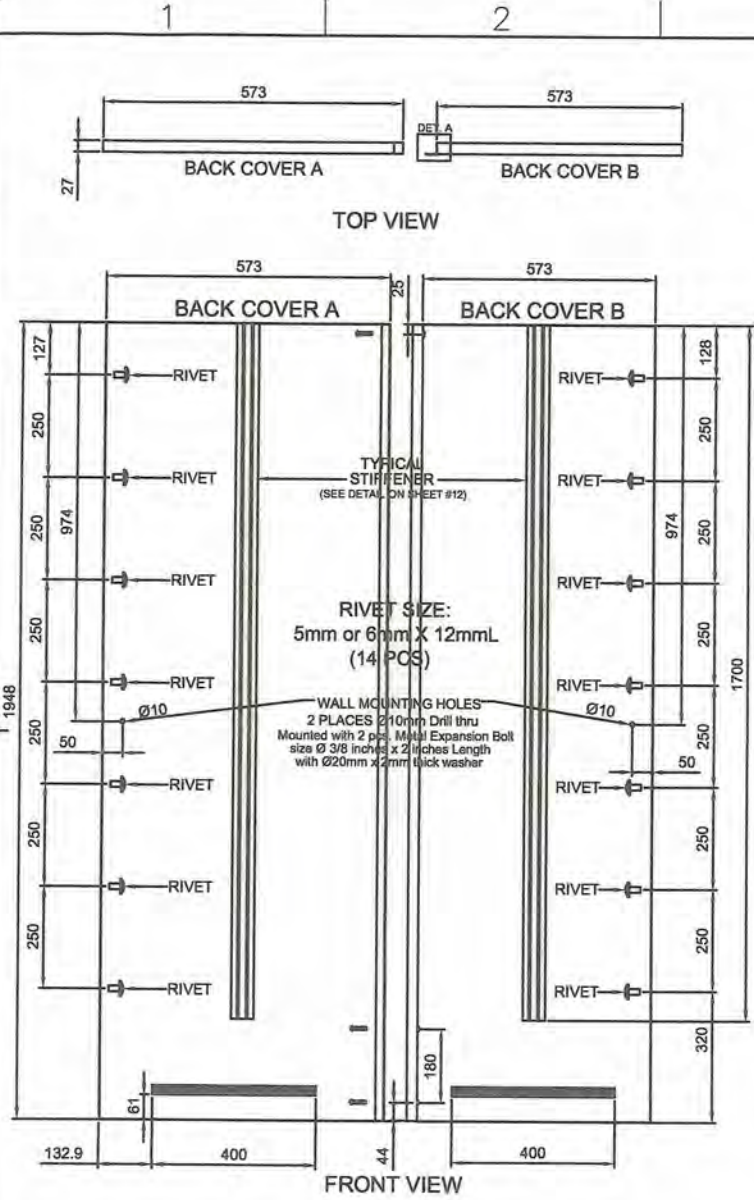 1
2
573
573
DET. A
27
BACK COVER A
BACK COVER B
TOP VIEW
573
573
25
BACK COVER A
BACK COVER B
127
128
RIVET
RIVET
250
250
RIVET
RIVET
TYPICAL
STIFFENER
(SEE DETAIL ON SHEET #12)
974
974
250
250
RIVET
RIVET
RIVET SIZE:
5mm or 6mm X 12mmL
(14 PCS)
250
250
1700
1948
RIVET
RIVET
WALL MOUNTING HOLES
Ø10
Ø10
2 PLACES Ø10mm Drill thru
Mounted with 2 pcs. Metal Expansion Bolt
size Ø 3/8 inches x 2 inches Length
with Ø20mm x 2mm thick washer
250
250
50
50
RIVET
RIVET
250
250
RIVET
RIVET
250
250
RIVET
RIVET
320
180
61
44
132.9
400
400
FRONT VIEW